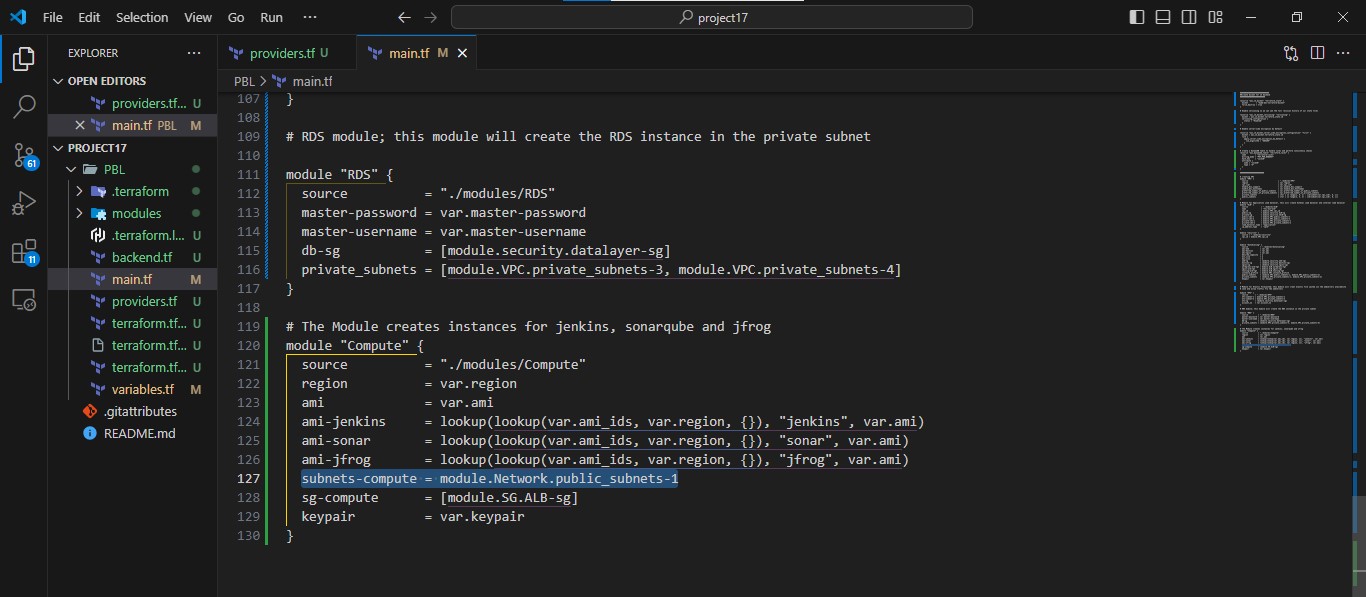 File Edit Selection View Go Run ··· ← → project17
EXPLORER ···
OPEN EDITORS
providers.tf... U
× main.tf PBL M
PROJECT17
PBL
.terraform
modules
.terraform.l... U
backend.tf U
main.tf M
providers.tf U
terraform.tf... U
terraform.tf... U
terraform.tf... U
variables.tf M
.gitattributes
README.md
61
11
providers.tf U main.tf M ×
PBL > main.tf
107 }
108
109 # RDS module; this module will create the RDS instance in the private subnet
110
111 module "RDS" {
112   source          = "./modules/RDS"
113   master-password = var.master-password
114   master-username = var.master-username
115   db-sg           = [module.security.datalayer-sg]
116   private_subnets = [module.VPC.private_subnets-3, module.VPC.private_subnets-4]
117 }
118
119 # The Module creates instances for jenkins, sonarqube and jfrog
120 module "Compute" {
121   source          = "./modules/Compute"
122   region          = var.region
123   ami             = var.ami
124   ami-jenkins     = lookup(lookup(var.ami_ids, var.region, {}), "jenkins", var.ami)
125   ami-sonar       = lookup(lookup(var.ami_ids, var.region, {}), "sonar", var.ami)
126   ami-jfrog       = lookup(lookup(var.ami_ids, var.region, {}), "jfrog", var.ami)
127   subnets-compute = module.Network.public_subnets-1
128   sg-compute      = [module.SG.ALB-sg]
129   keypair         = var.keypair
130 }